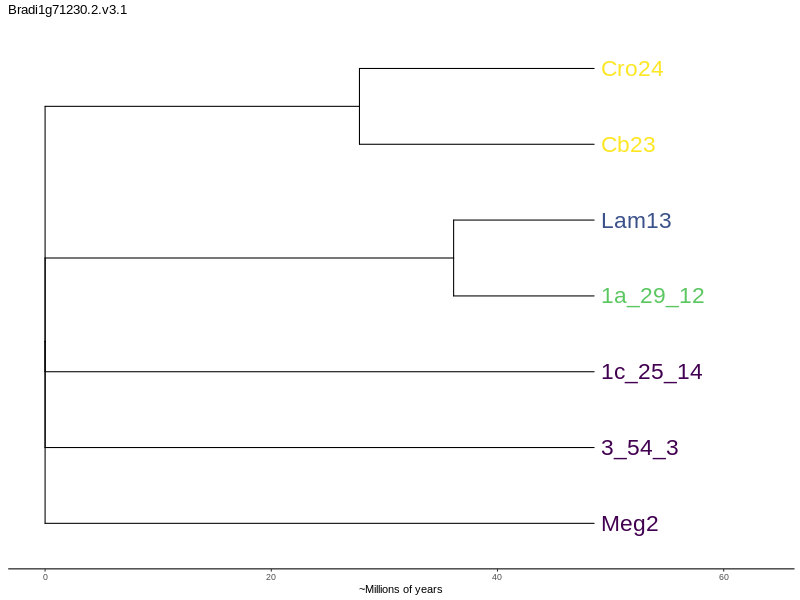 Bradi1g71230.2.v3.1
Cro24
Cb23
Lam13
1a_29_12
1c_25_14
3_54_3
Meg2
0 20 40 60
~Millions of years